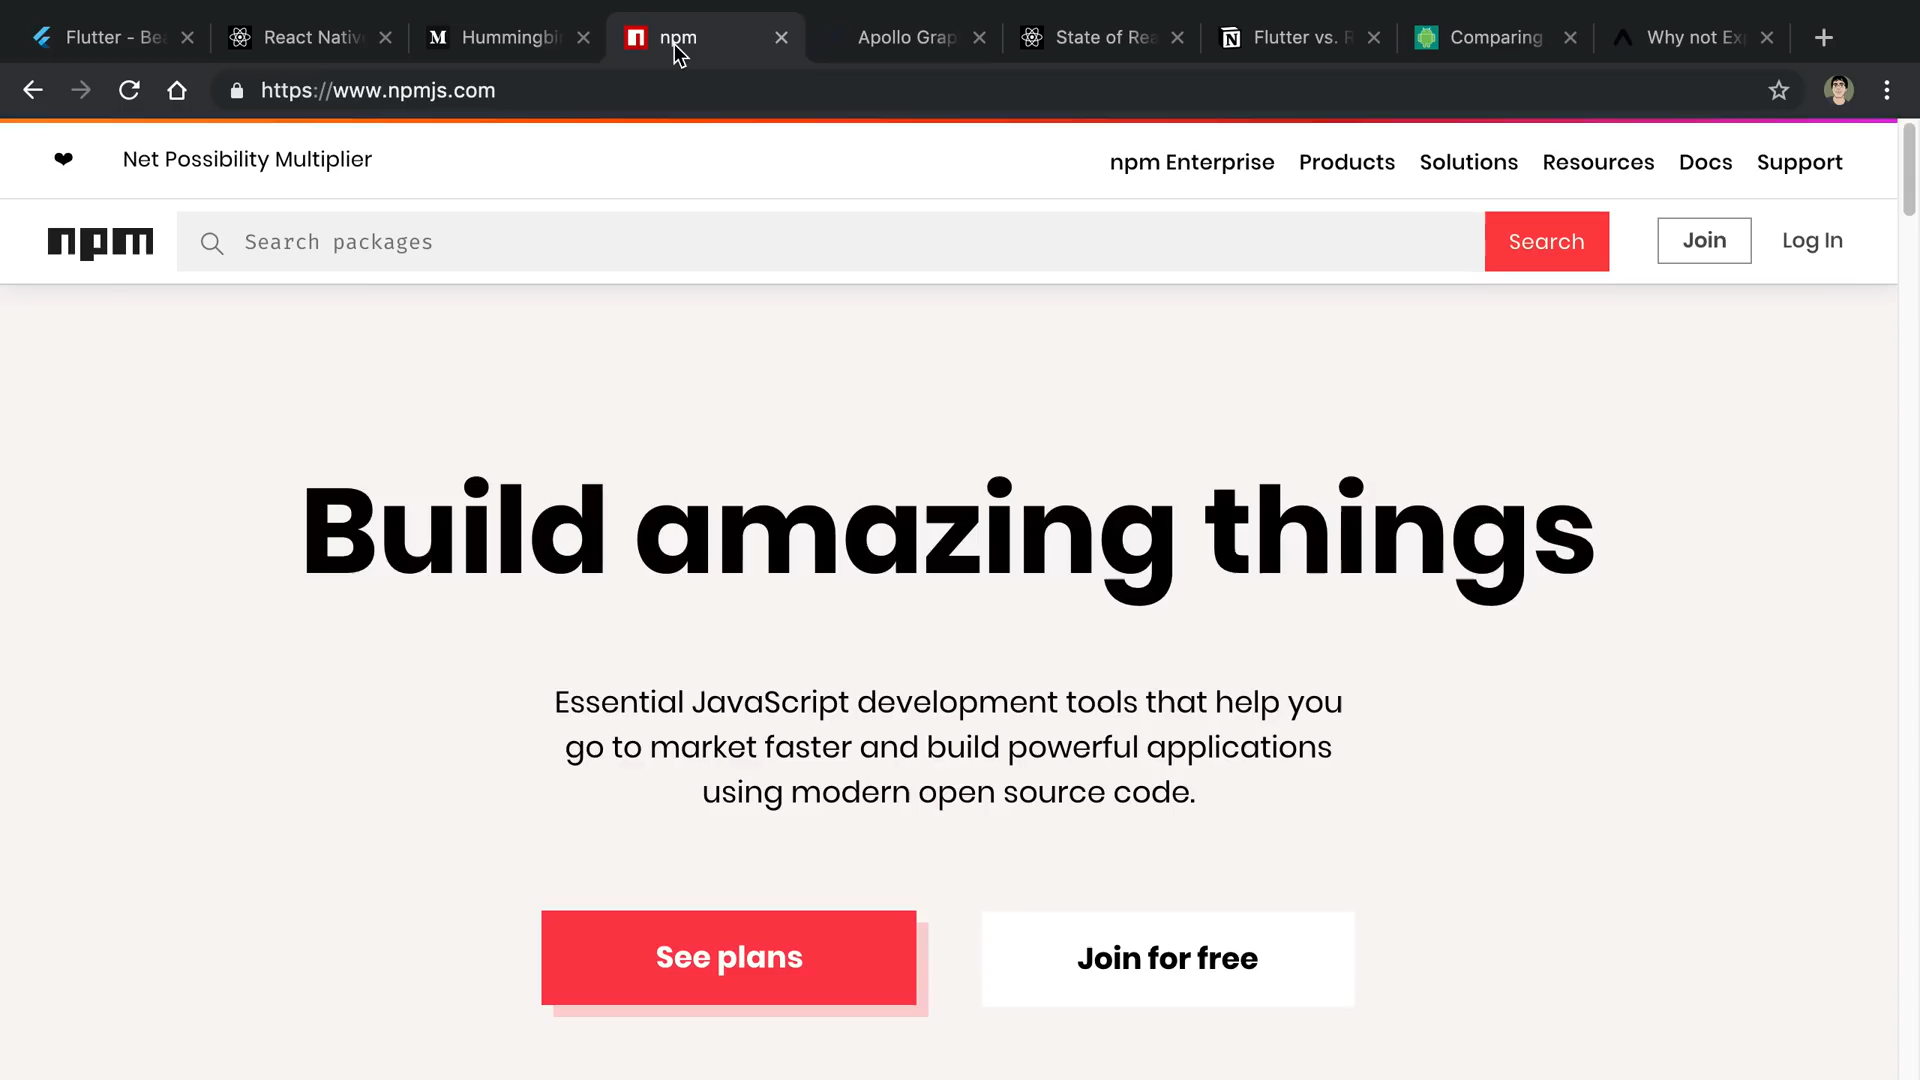 Flutter - Be
React Nativ
Hummingbi
npm
Apollo Grap
State of Rea
Flutter vs. R
Comparing
Why not Ex
https://www.npmjs.com
❤ Net Possibility Multiplier
npm Enterprise Products Solutions Resources Docs Support
npm
Search packages
Search
Join
Log In
Build amazing things
Essential JavaScript development tools that help you
go to market faster and build powerful applications
using modern open source code.
See plans
Join for free